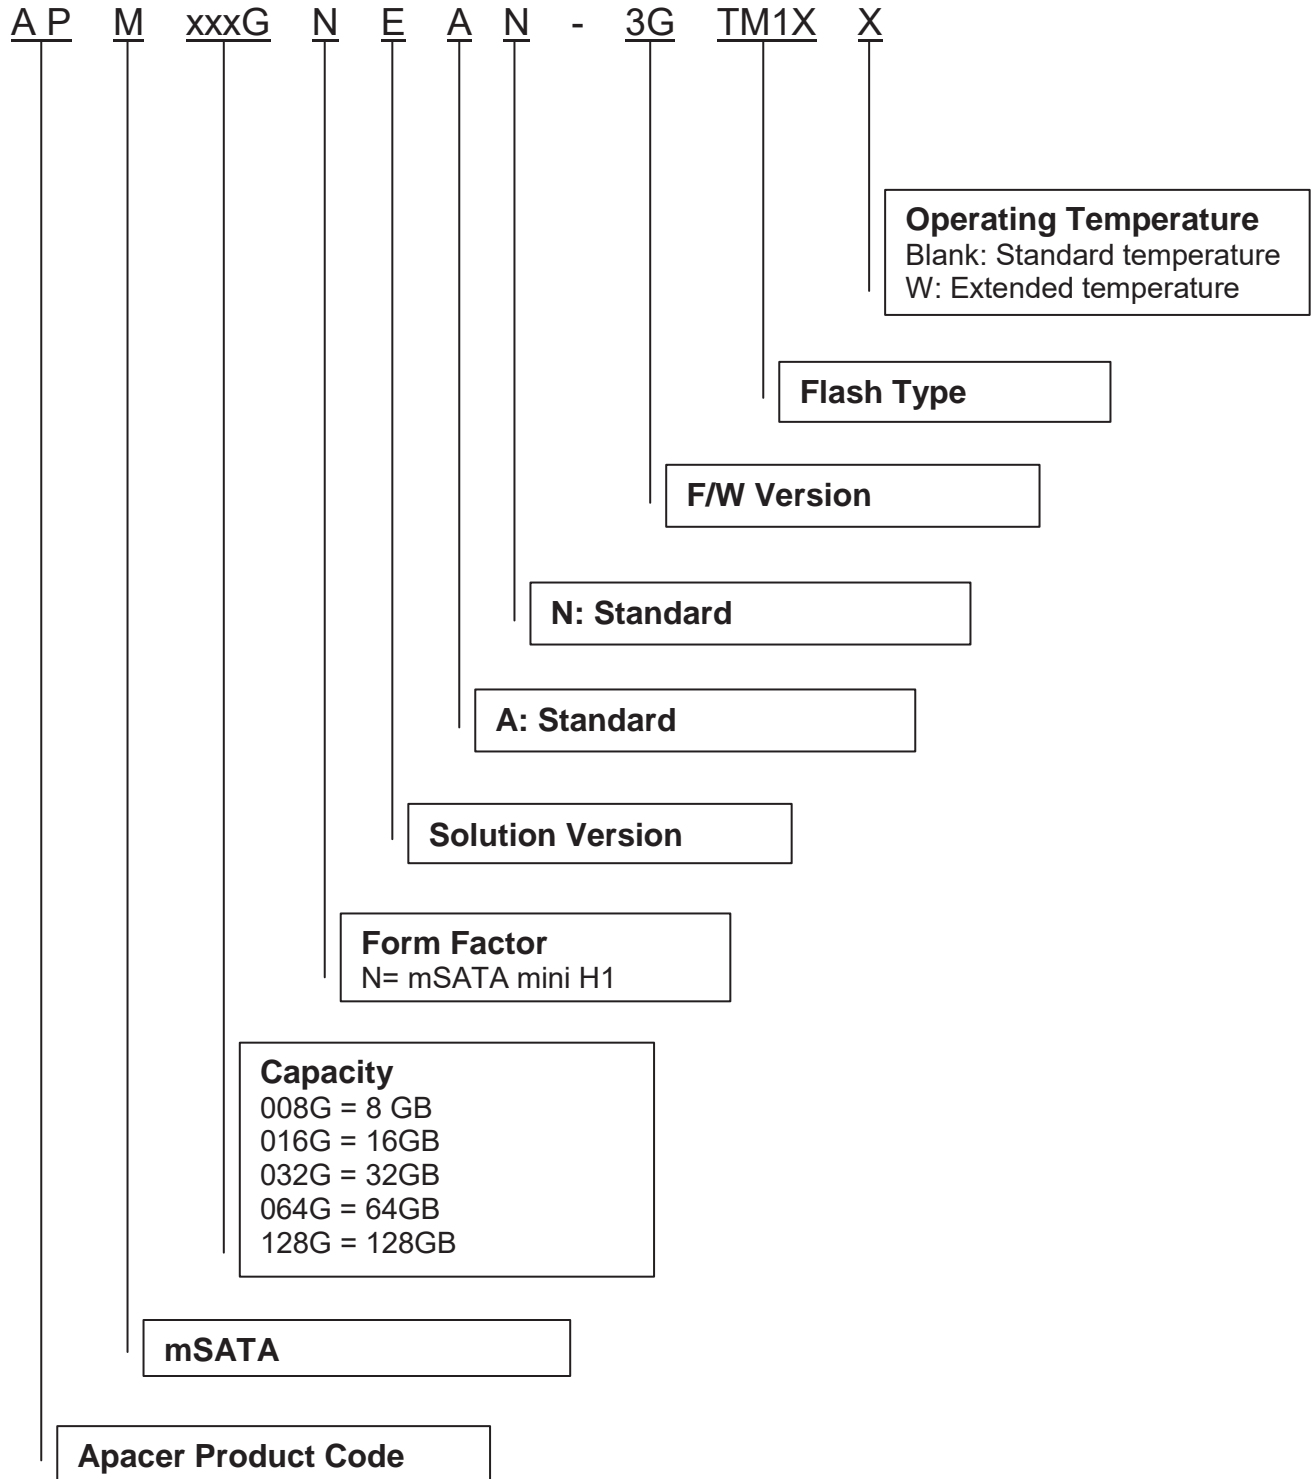 AP M xxxG N E A N - 3G TM1X X
Operating Temperature
Blank: Standard temperature
W: Extended temperature
Flash Type
F/W Version
N: Standard
A: Standard
Solution Version
Form Factor
N= mSATA mini H1
Capacity
008G = 8 GB
016G = 16GB
032G = 32GB
064G = 64GB
128G = 128GB
mSATA
Apacer Product Code